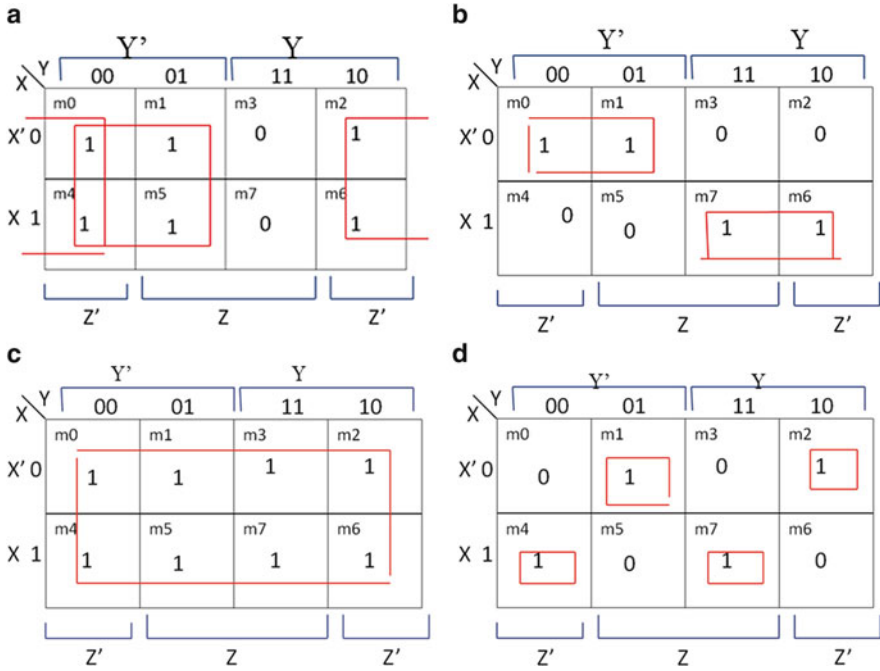 a
Y’ Y
Y
X
00 01 11 10
m0 m1 m3 m2
X’ 0 1 1 0 1
m4 m5 m7 m6
X 1 1 1 0 1
Z’ Z Z’
b
Y’ Y
Y
X
00 01 11 10
m0 m1 m3 m2
X’ 0 1 1 0 0
m4 m5 m7 m6
X 1 0 0 1 1
Z’ Z Z’
c
Y’ Y
Y
X
00 01 11 10
m0 m1 m3 m2
X’ 0 1 1 1 1
m4 m5 m7 m6
X 1 1 1 1 1
Z’ Z Z’
d
Y’ Y
Y
X
00 01 11 10
m0 m1 m3 m2
X’ 0 0 1 0 1
m4 m5 m7 m6
X 1 1 0 1 0
Z’ Z Z’